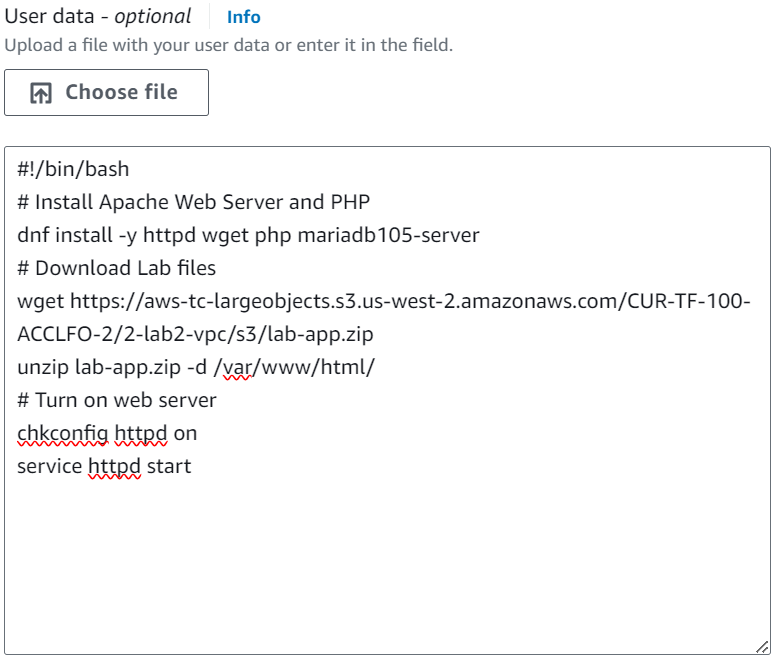 User data - optional Info
Upload a file with your user data or enter it in the field.
Choose file
#!/bin/bash
# Install Apache Web Server and PHP
dnf install -y httpd wget php mariadb105-server
# Download Lab files
wget https://aws-tc-largeobjects.s3.us-west-2.amazonaws.com/CUR-TF-100-
ACCLFO-2/2-lab2-vpc/s3/lab-app.zip
unzip lab-app.zip -d /var/www/html/
# Turn on web server
chkconfig httpd on
service httpd start